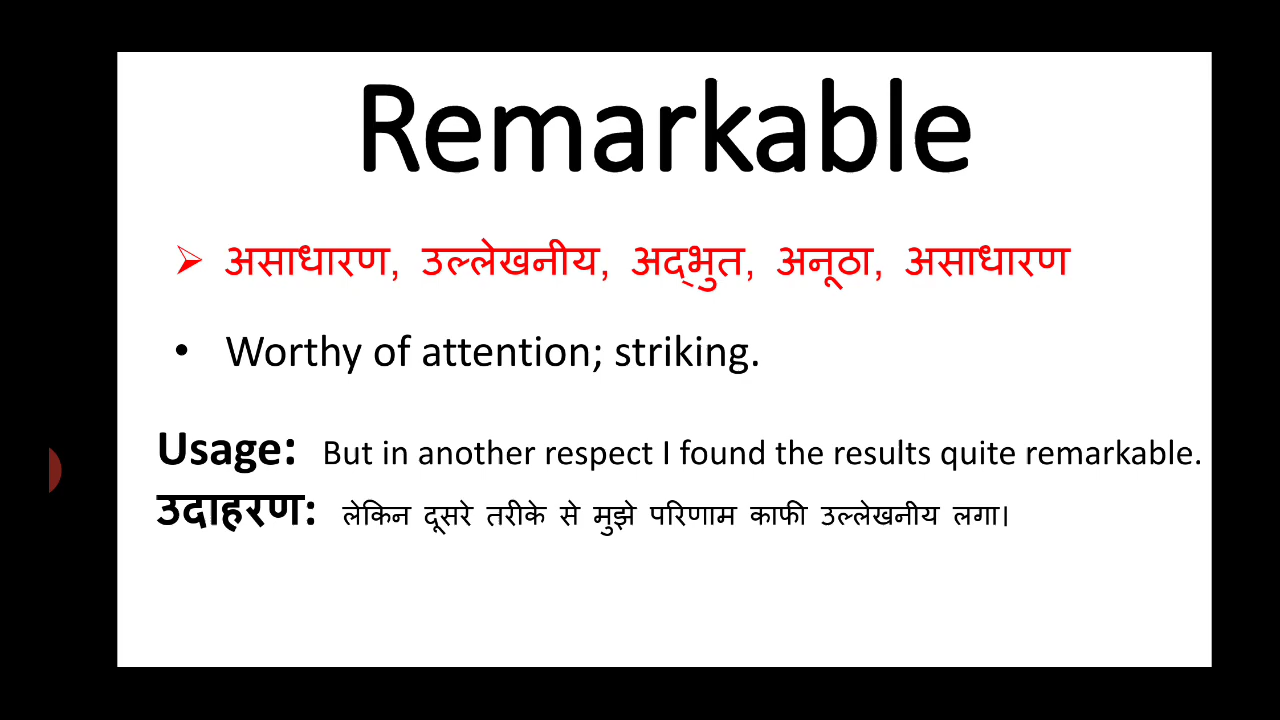 Remarkable
➢ असाधारण, उल्लेखनीय, अद्भुत, अनूठा, असाधारण
• Worthy of attention; striking.
Usage: But in another respect I found the results quite remarkable.
उदाहरण: लेकिन दूसरे तरीके से मुझे परिणाम काफी उल्लेखनीय लगा।